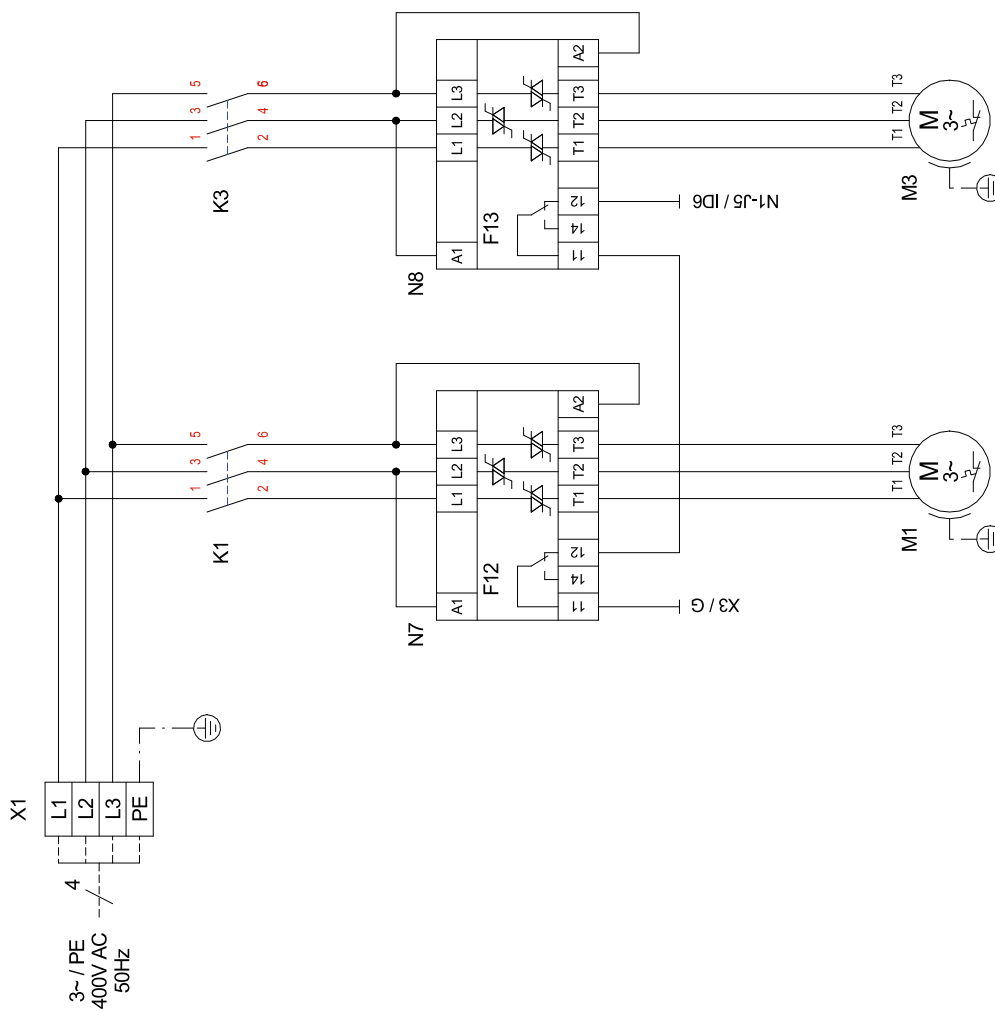 X1
L1
L2
L3
PE
4
3~ / PE
400V AC
50Hz
K1
1
3
5
2
4
6
K3
1
3
5
2
4
6
N7
A1
L1
L2
L3
F12
11
14
12
T1
T2
T3
A2
X3 / G
N8
A1
L1
L2
L3
F13
11
14
12
T1
T2
T3
A2
N1-J5 / ID6
M1
T1
T2
T3
M
3~
M3
T1
T2
T3
M
3~